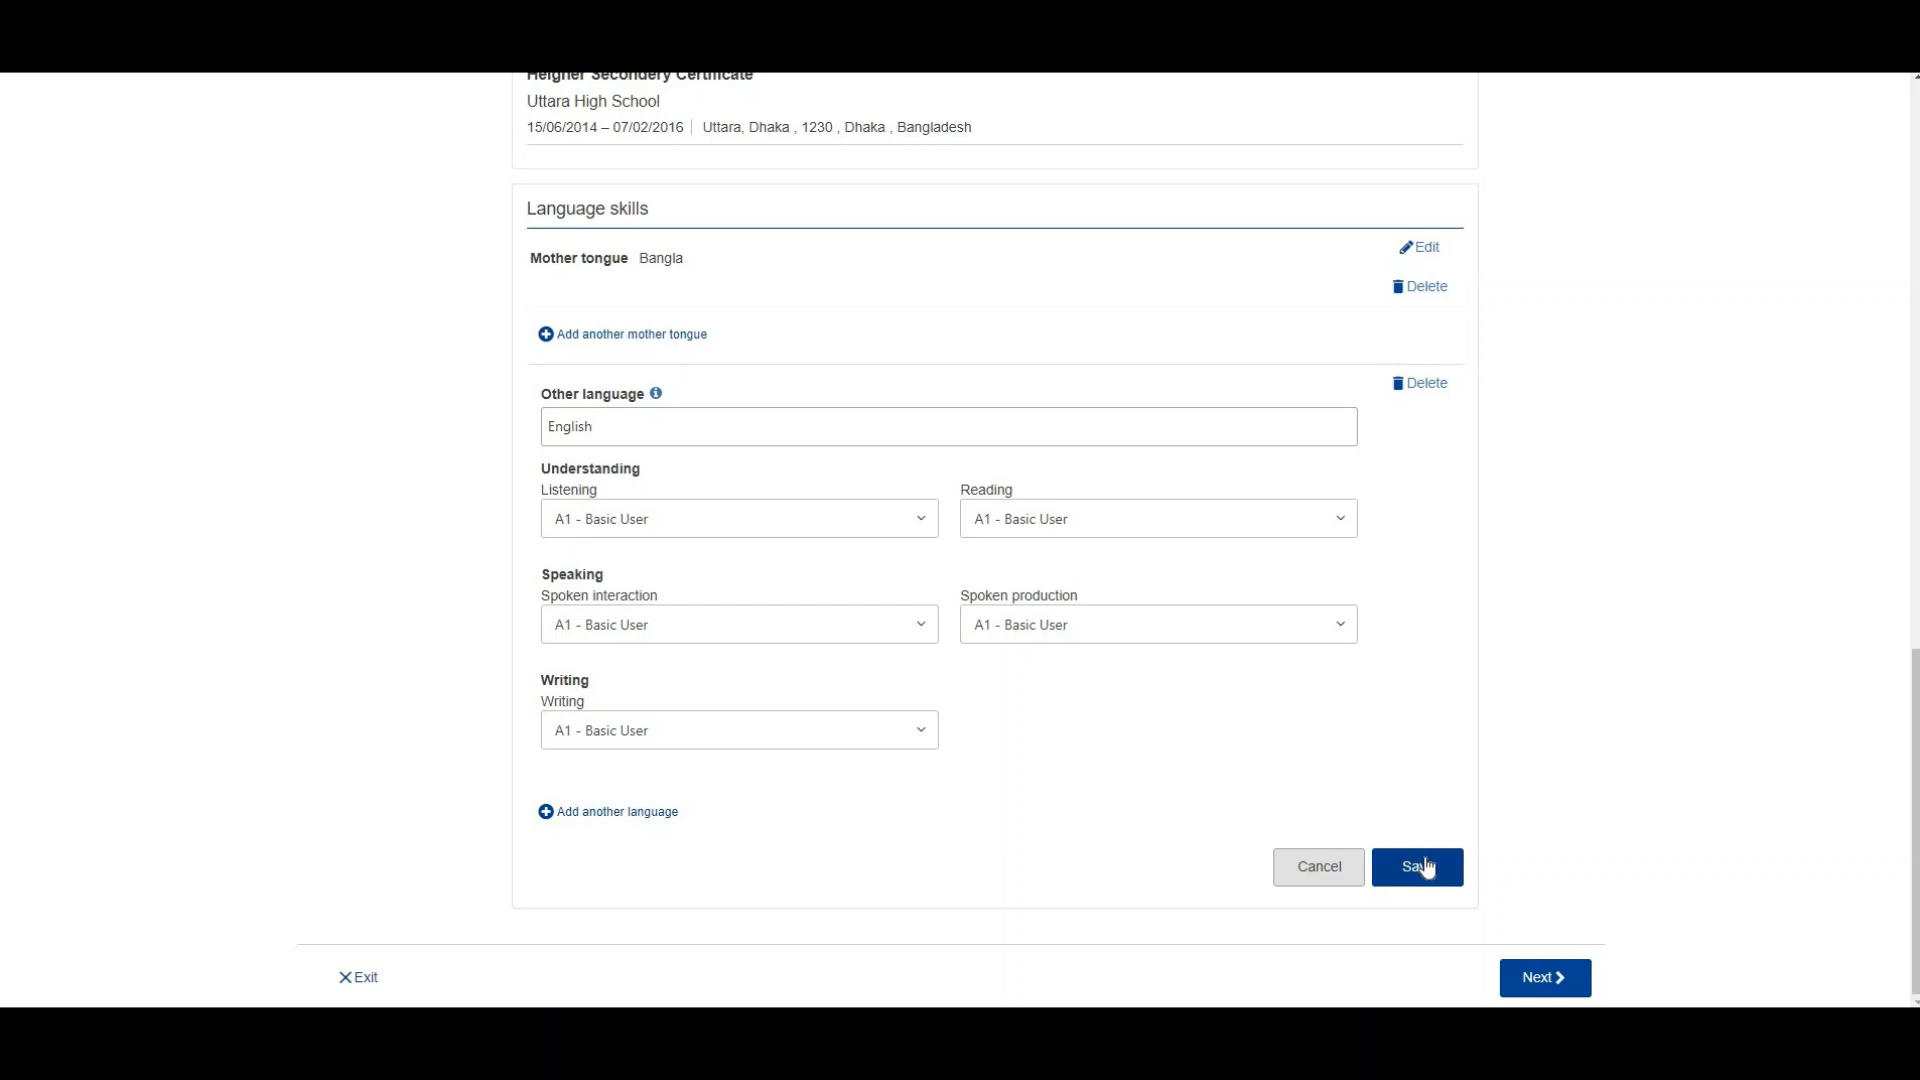 Heigher Secondery Certificate
Uttara High School
15/06/2014 – 07/02/2016 Uttara, Dhaka , 1230 , Dhaka , Bangladesh
Language skills
Edit
Mother tongue Bangla
Delete
Add another mother tongue
Delete
Other language
English
Understanding
Listening Reading
A1 - Basic User A1 - Basic User
Speaking
Spoken interaction Spoken production
A1 - Basic User A1 - Basic User
Writing
Writing
A1 - Basic User
Add another language
Cancel
Exit Next